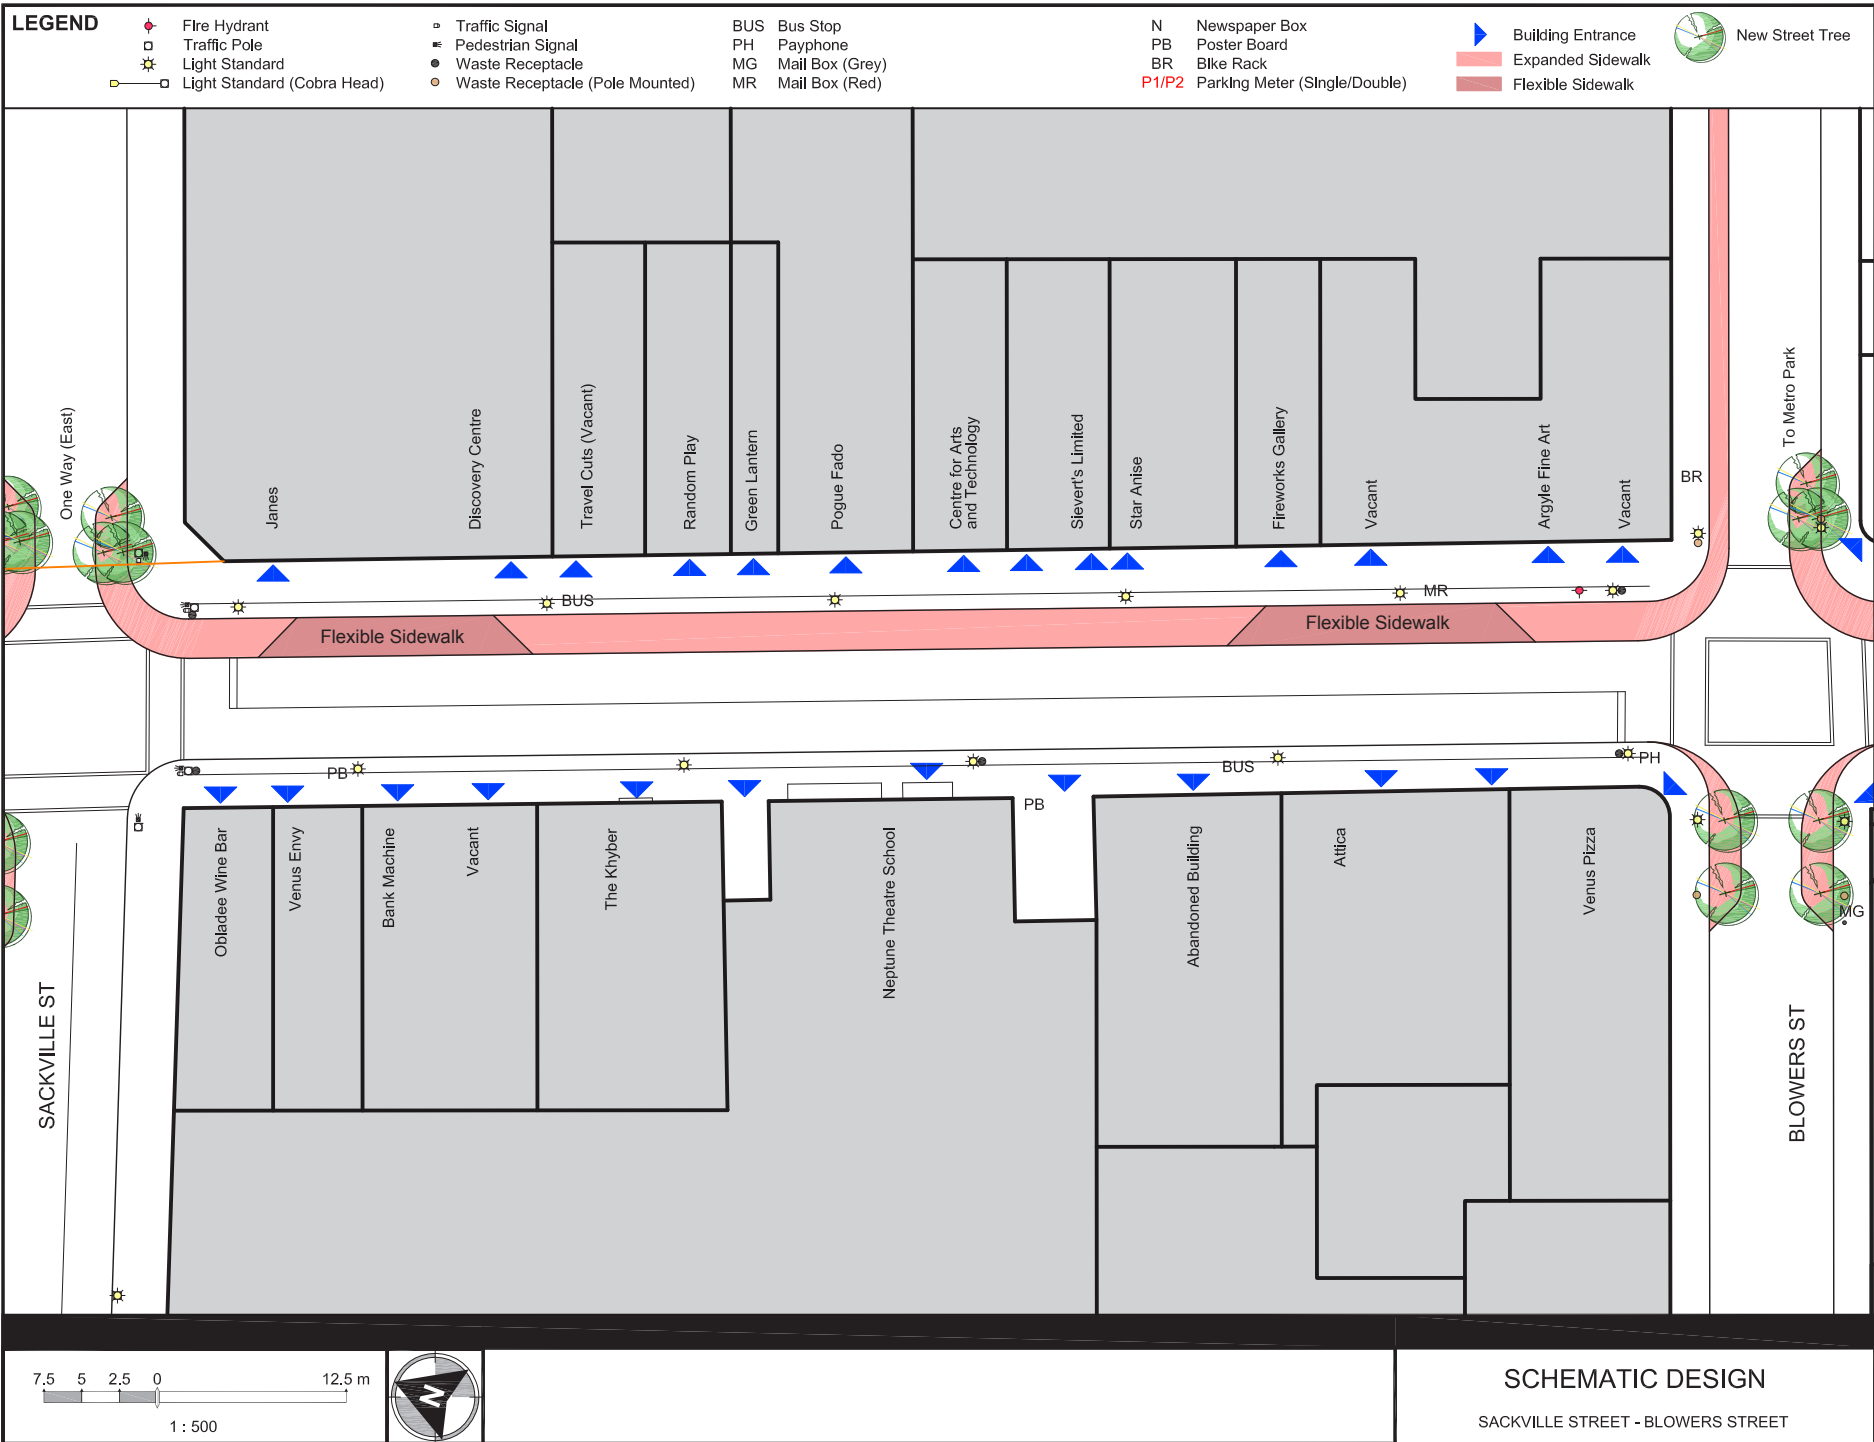 LEGEND
Fire Hydrant
Traffic Pole
Light Standard
Light Standard (Cobra Head)
Traffic Signal
Pedestrian Signal
Waste Receptacle
Waste Receptacle (Pole Mounted)
BUS Bus Stop
PH Payphone
MG Mail Box (Grey)
MR Mail Box (Red)
N Newspaper Box
PB Poster Board
BR Bike Rack
P1/P2 Parking Meter (Single/Double)
Building Entrance
Expanded Sidewalk
Flexible Sidewalk
New Street Tree
One Way (East)
Janes
Discovery Centre
Travel Cuts (Vacant)
Random Play
Green Lantern
Pogue Fado
Centre for Arts
and Technology
Sievert's Limited
Star Anise
Fireworks Gallery
Vacant
Argyle Fine Art
Vacant
BR
To Metro Park
BUS
MR
Flexible Sidewalk
Flexible Sidewalk
PB
BUS
PH
PB
Obladee Wine Bar
Venus Envy
Bank Machine
Vacant
The Khyber
Neptune Theatre School
Abandoned Building
Attica
Venus Pizza
MG
SACKVILLE ST
BLOWERS ST
7.5 5 2.5 0 12.5 m
1 : 500
N
SCHEMATIC DESIGN
SACKVILLE STREET - BLOWERS STREET